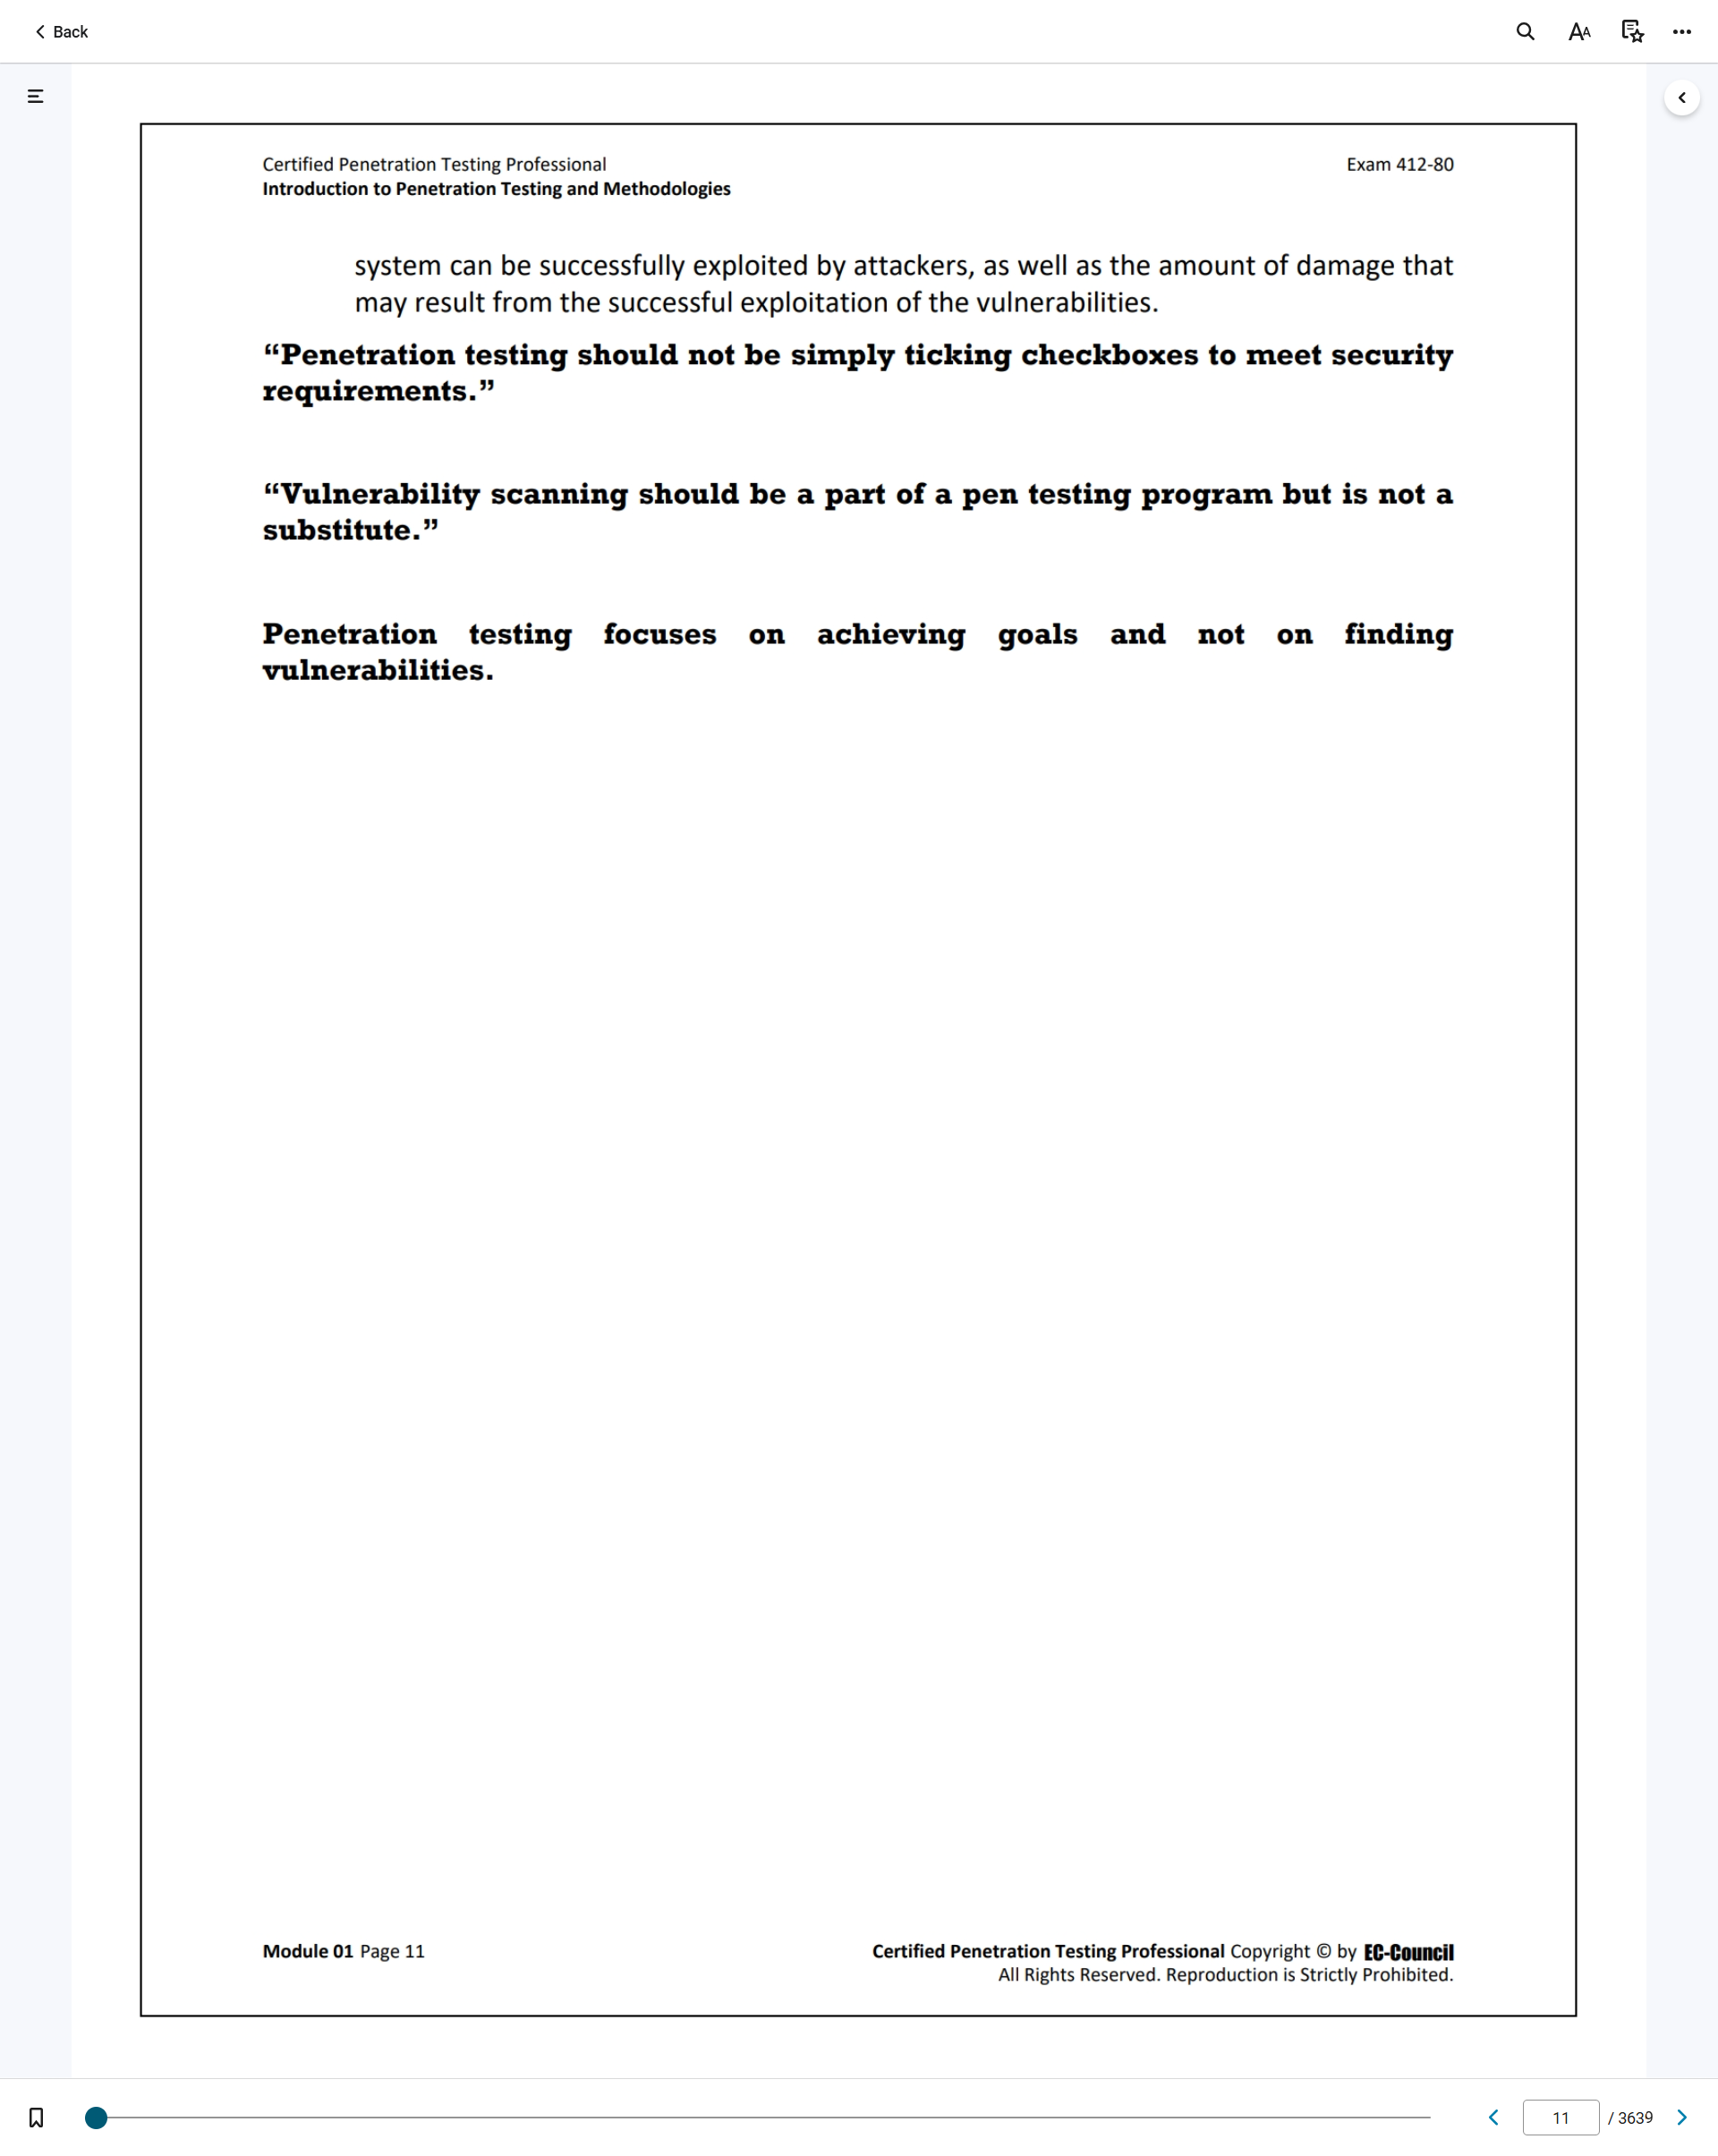 Back
Certified Penetration Testing Professional
Exam 412-80
Introduction to Penetration Testing and Methodologies
system can be successfully exploited by attackers, as well as the amount of damage that
may result from the successful exploitation of the vulnerabilities.
“Penetration testing should not be simply ticking checkboxes to meet security
requirements.”
“Vulnerability scanning should be a part of a pen testing program but is not a
substitute.”
Penetration testing focuses on achieving goals and not on finding
vulnerabilities.
Module 01 Page 11
Certified Penetration Testing Professional Copyright © by EC-Council
All Rights Reserved. Reproduction is Strictly Prohibited.
11 / 3639